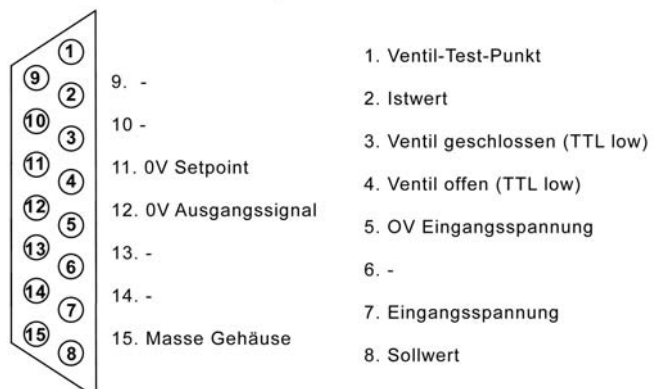 1
9
2
10
3
11
4
12
5
13
6
14
7
15
8
9. -
10 -
11. 0V Setpoint
12. 0V Ausgangssignal
13. -
14. -
15. Masse Gehäuse
1. Ventil-Test-Punkt
2. Istwert
3. Ventil geschlossen (TTL low)
4. Ventil offen (TTL low)
5. OV Eingangsspannung
6. -
7. Eingangsspannung
8. Sollwert